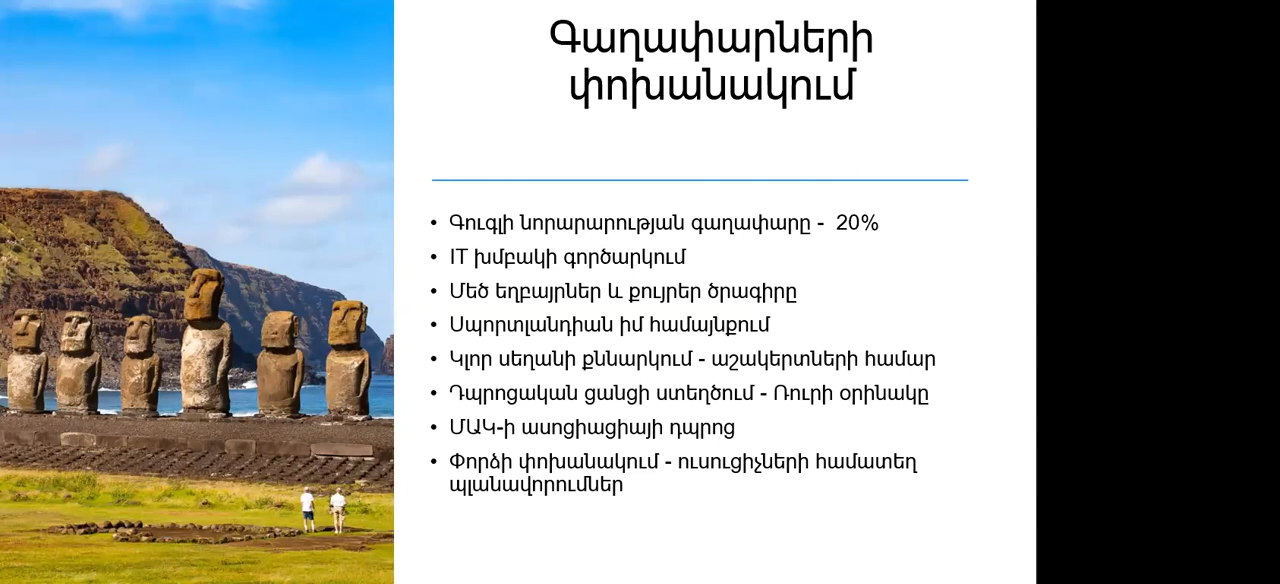 Գաղափարների
փոխանակում
• Գուգլի նորարարության գաղափարը - 20%
• IT խմբակի գործարկում
• Մեծ եղբայրներ և քույրեր ծրագիրը
• Սպորտլանդիան իմ համայնքում
• Կլոր սեղանի քննարկում - աշակերտների համար
• Դպրոցական ցանցի ստեղծում - Ռուրի օրինակը
• ՄԱԿ-ի ասոցիացիայի դպրոց
• Փորձի փոխանակում - ուսուցիչների համատեղ
պլանավորումներ